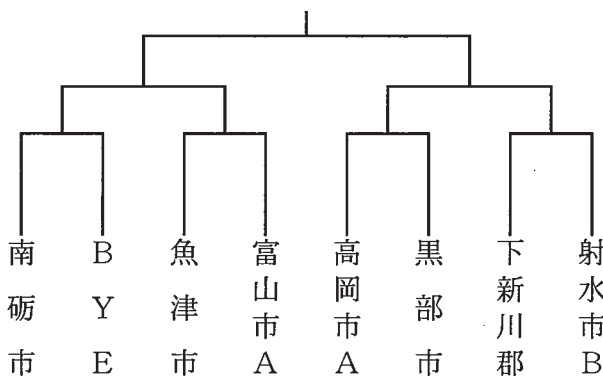 南砺市
BYE
魚津市
富山市A
高岡市A
黒部市
下新川郡
射水市B